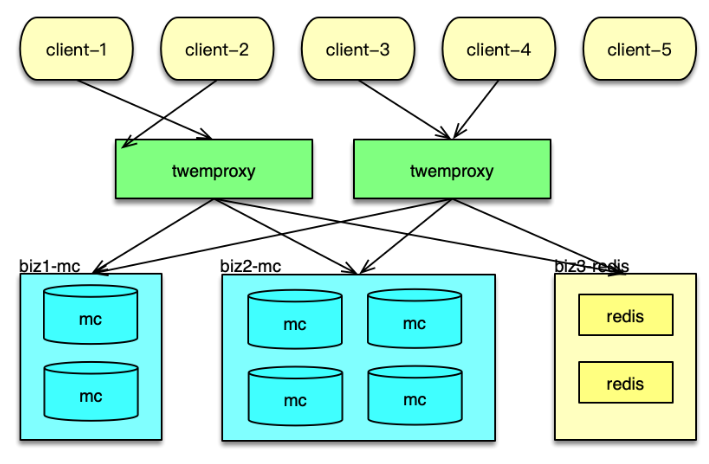 client-1
client-2
client-3
client-4
client-5
twemproxy
twemproxy
biz1-mc
biz2-mc
biz3-redis
mc
mc
mc
redis
mc
mc
mc
redis